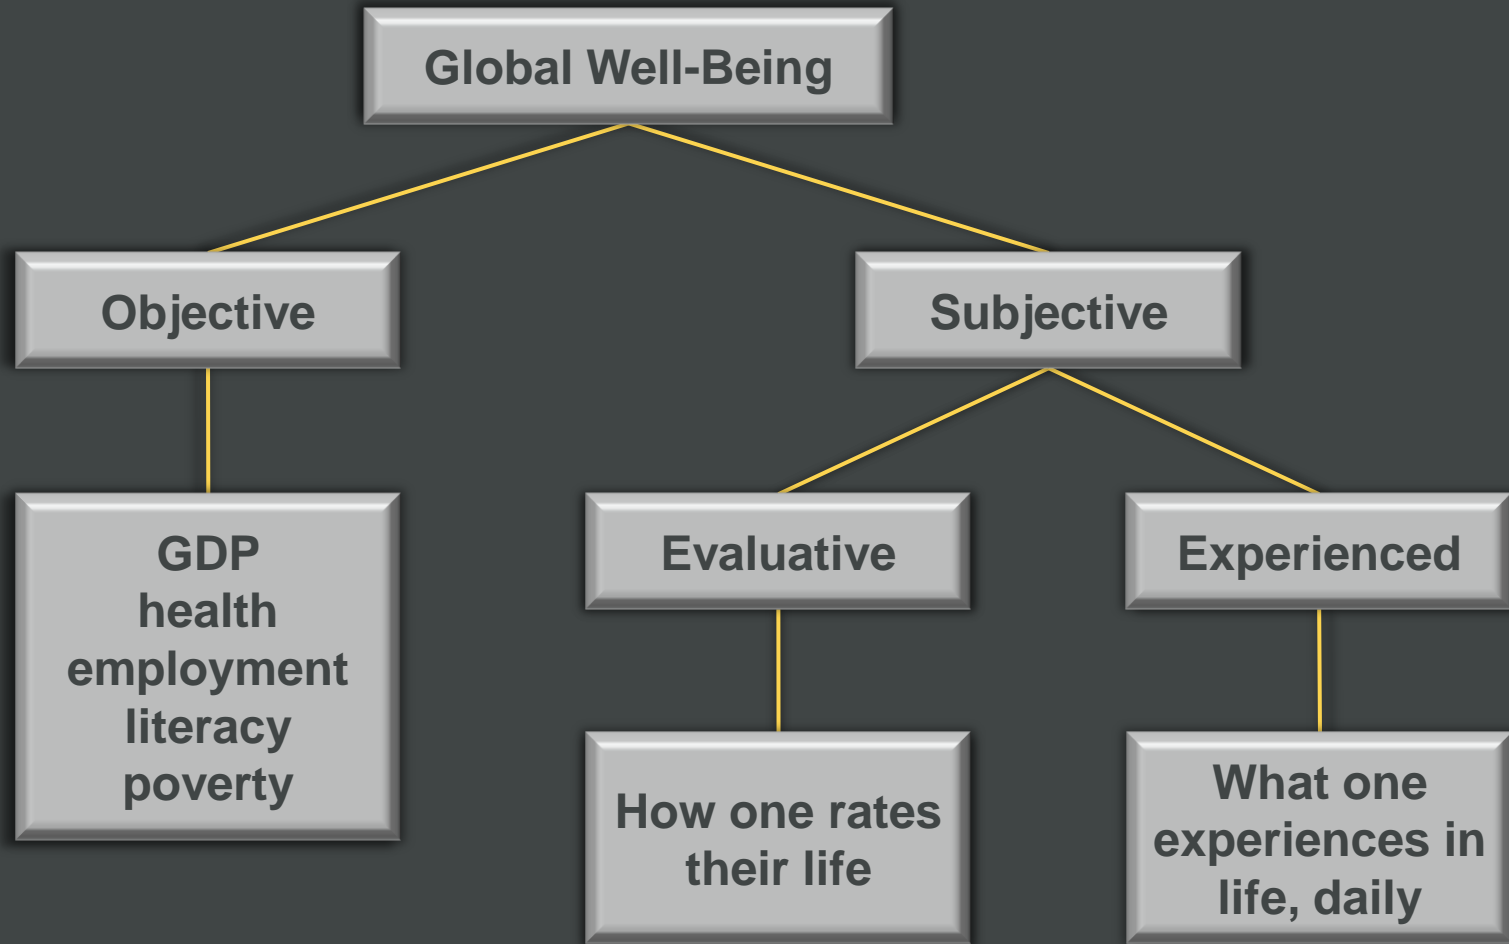 Global Well-Being
Objective
Subjective
GDP
health
employment
literacy
poverty
Evaluative
Experienced
How one rates
their life
What one
experiences in
life, daily